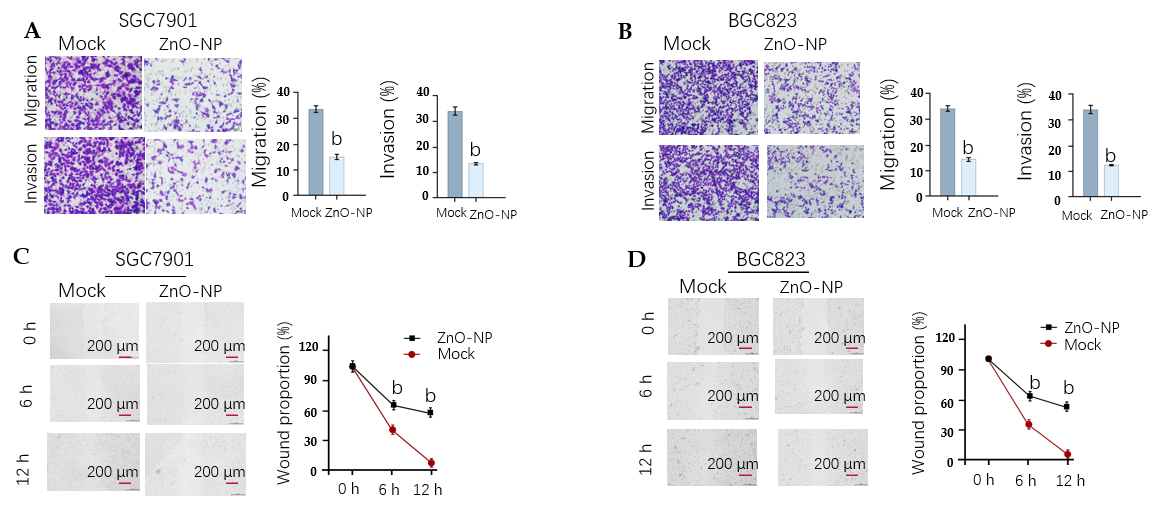 A
SGC7901
Mock ZnO-NP
Migration
Invasion
Migration (%)
40
30
20
10
0
b
Mock ZnO-NP
Invasion (%)
40
30
20
10
0
b
Mock ZnO-NP
B
BGC823
Mock ZnO-NP
Migration
Invasion
Migration (%)
40
30
20
10
0
b
Mock ZnO-NP
Invasion (%)
40
30
20
10
0
b
Mock ZnO-NP
C
SGC7901
Mock ZnO-NP
0 h
200 μm 200 μm
6 h
200 μm 200 μm
12 h
200 μm 200 μm
Wound proportion (%)
120
90
60
30
0
ZnO-NP
Mock
b b
0 h 6 h 12 h
D
BGC823
Mock ZnO-NP
0 h
200 μm 200 μm
6 h
200 μm 200 μm
12 h
200 μm 200 μm
Wound proportion (%)
120
90
60
30
0
ZnO-NP
Mock
b b
0 h 6 h 12 h